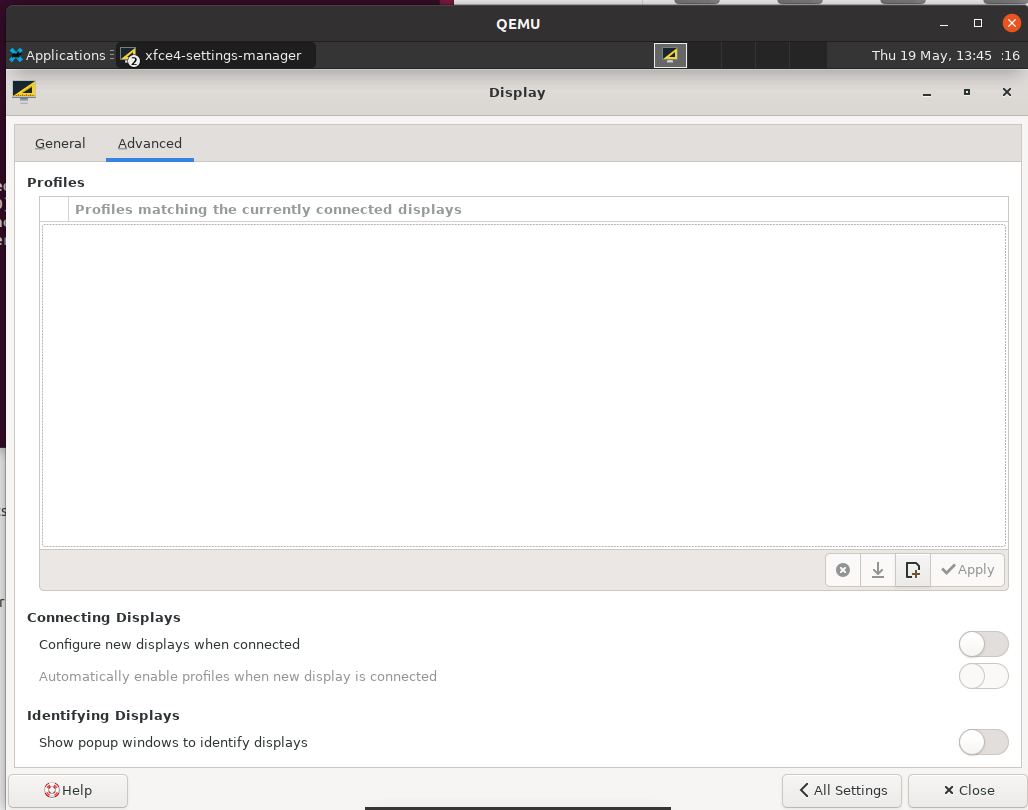 QEMU
Applications
2 xfce4-settings-manager
Thu 19 May, 13:45 :16
Display
General Advanced
Profiles
Profiles matching the currently connected displays
Apply
Connecting Displays
Configure new displays when connected
Automatically enable profiles when new display is connected
Identifying Displays
Show popup windows to identify displays
Help All Settings Close